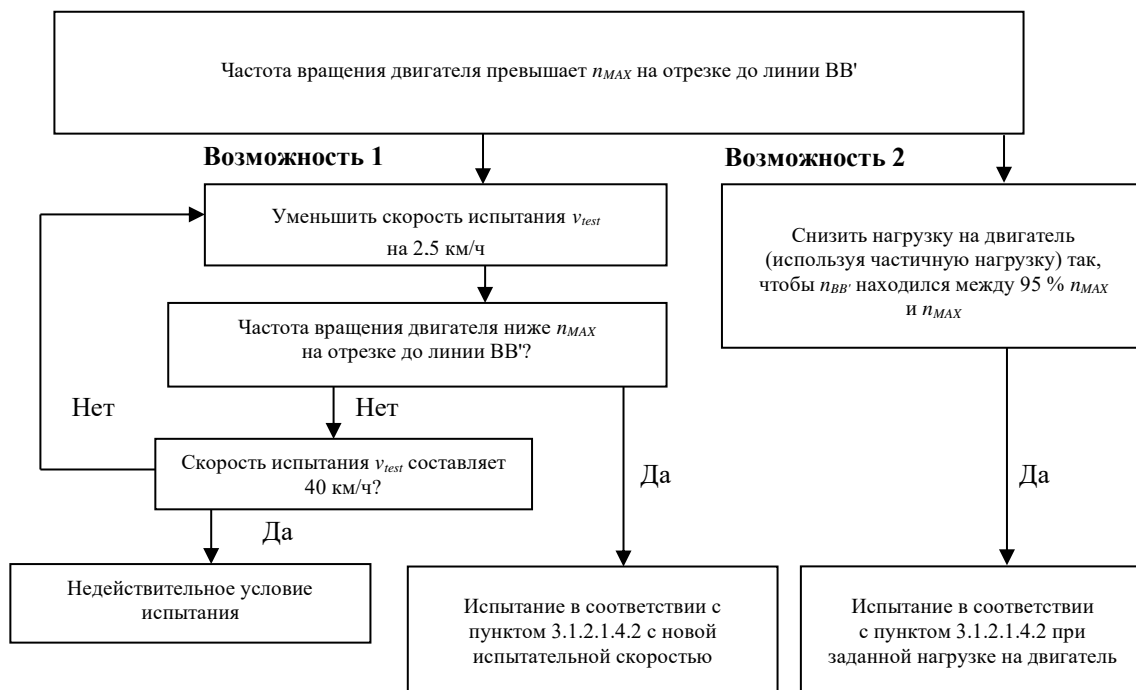 Частота вращения двигателя превышает nMAX на отрезке до линии BB'
Возможность 1
Возможность 2
Уменьшить скорость испытания vtest
на 2.5 км/ч
Снизить нагрузку на двигатель
(используя частичную нагрузку) так,
чтобы nBB' находился между 95 % nMAX
и nMAX
Частота вращения двигателя ниже nMAX
на отрезке до линии BB'?
Нет
Нет
Скорость испытания vtest составляет
40 км/ч?
Да
Да
Да
Недействительное условие
испытания
Испытание в соответствии с
пунктом 3.1.2.1.4.2 с новой
испытательной скоростью
Испытание в соответствии
с пунктом 3.1.2.1.4.2 при
заданной нагрузке на двигатель